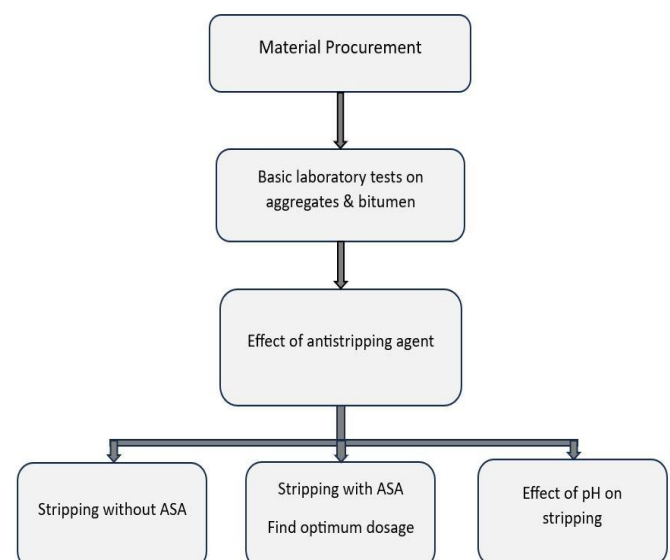 Material Procurement
Basic laboratory tests on
aggregates & bitumen
Effect of antistripping agent
Stripping without ASA
Stripping with ASA
Find optimum dosage
Effect of pH on
stripping